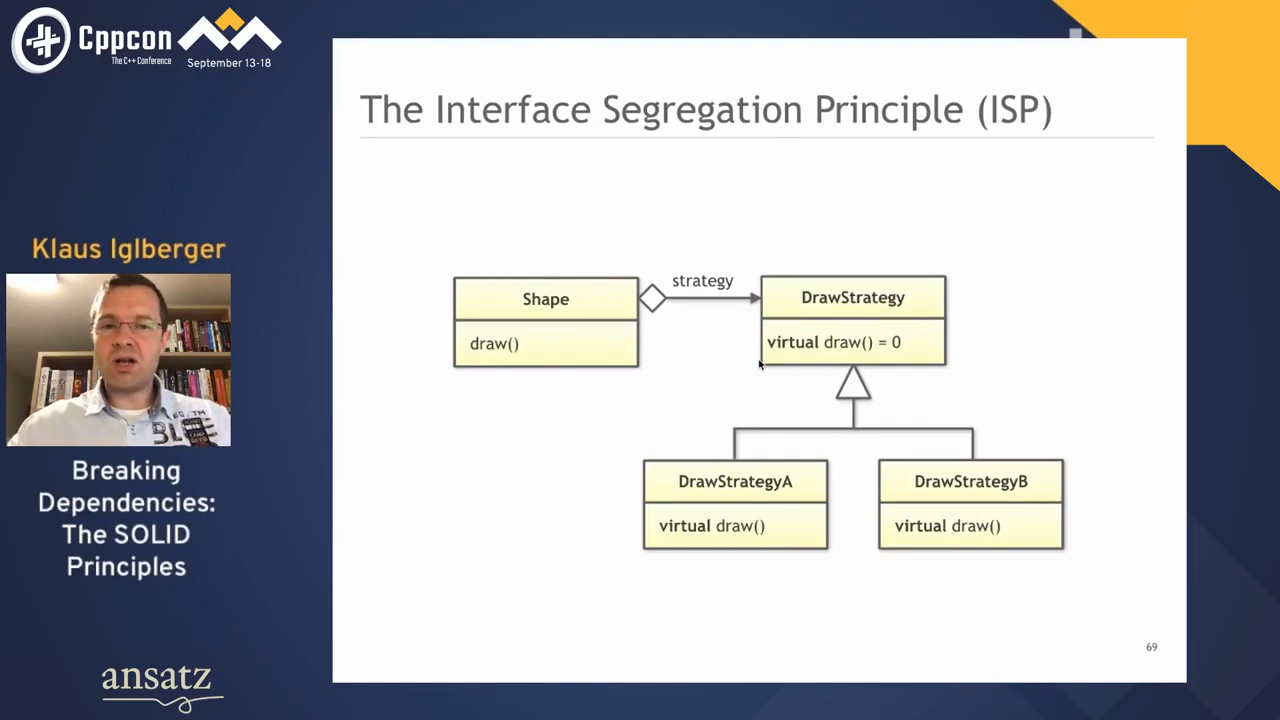 Cppcon
The C++ Conference
September 13-18
Klaus Iglberger
Breaking
Dependencies:
The SOLID
Principles
ansatz
The Interface Segregation Principle (ISP)
Shape
draw()
strategy
DrawStrategy
virtual draw() = 0
DrawStrategyA
virtual draw()
DrawStrategyB
virtual draw()
69